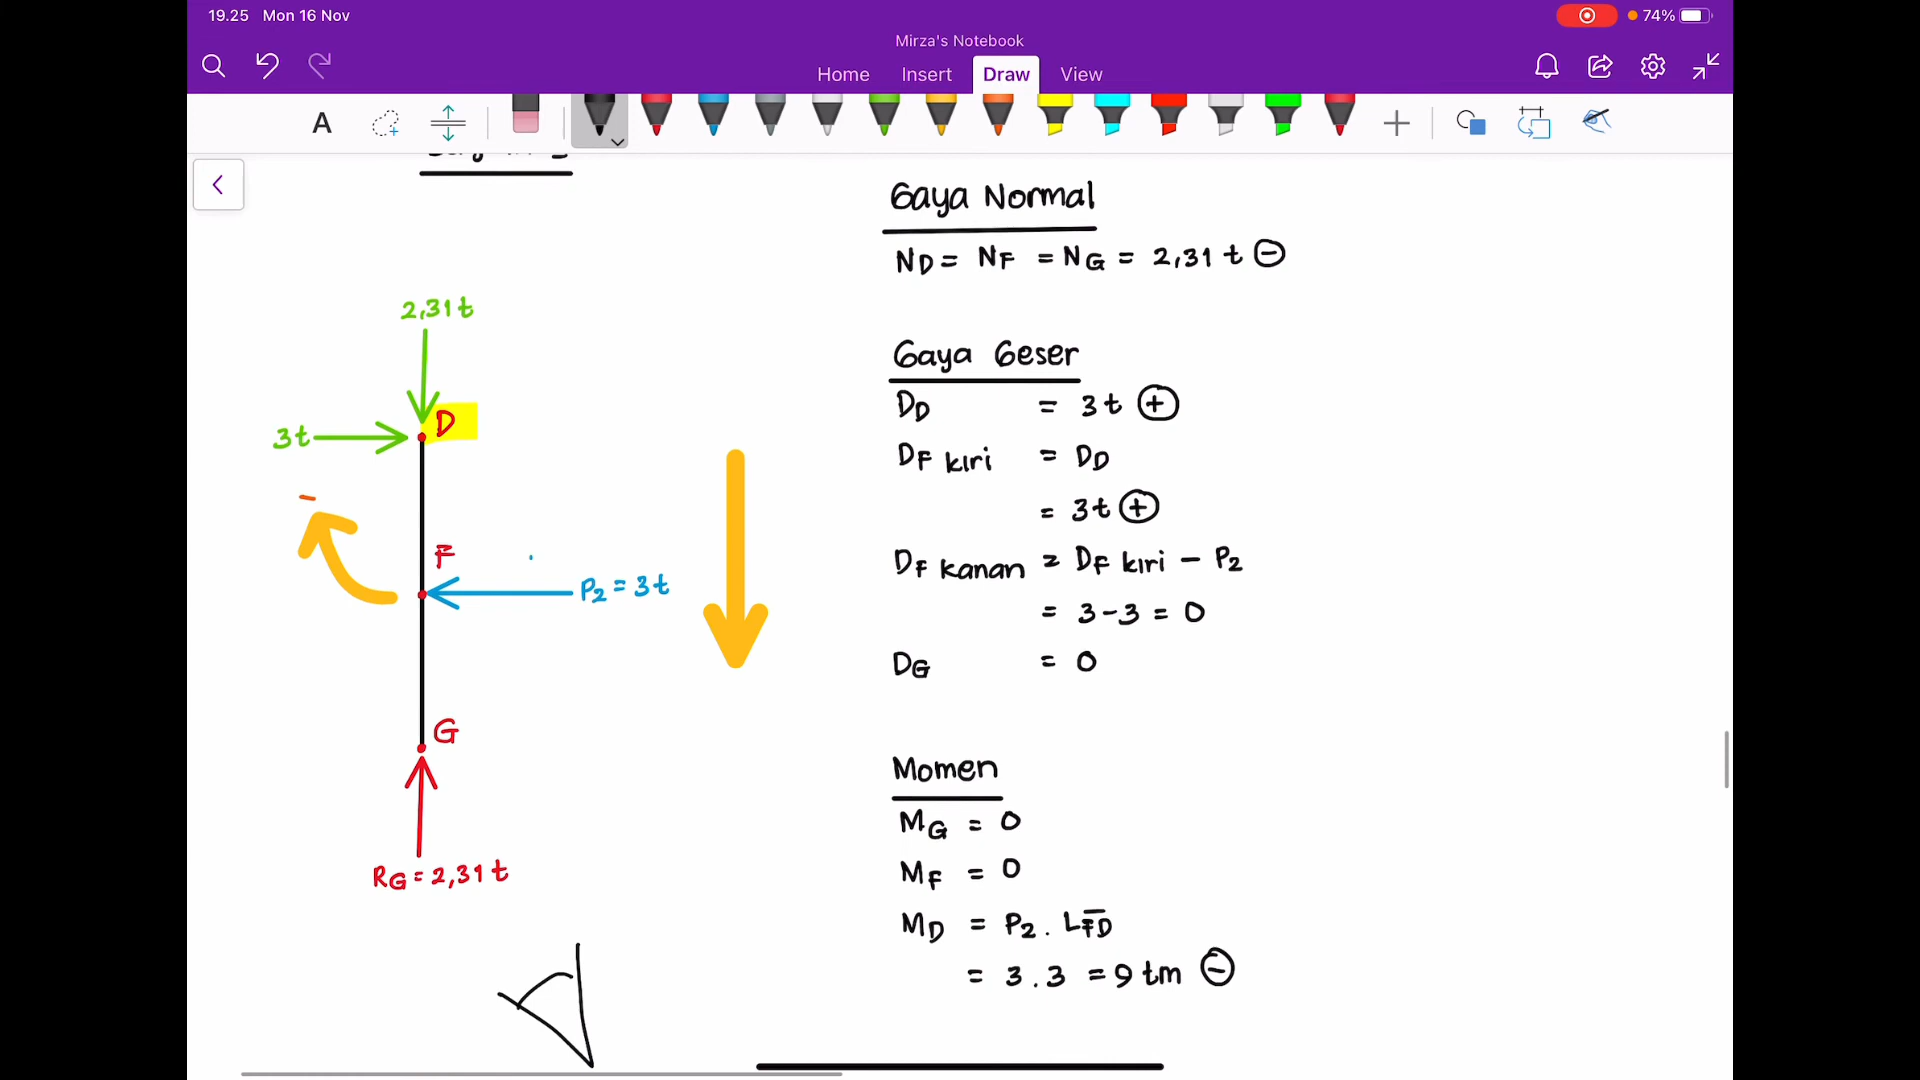 19.25 Mon 16 Nov
74%
Mirza's Notebook
Home Insert Draw View
A
Gaya Normal
ND = NF = NG = 2,31 t ⊖
2,31 t
Gaya Geser
DD = 3t ⊕
D
3t
DF kiri = DD
= 3t ⊕
-
F
P2 = 3t
DF kanan = DF kiri - P2
= 3-3 = 0
DG = 0
G
Momen
MG = 0
RG = 2,31 t
MF = 0
MD = P2 . LFD
= 3.3 = 9 tm ⊖